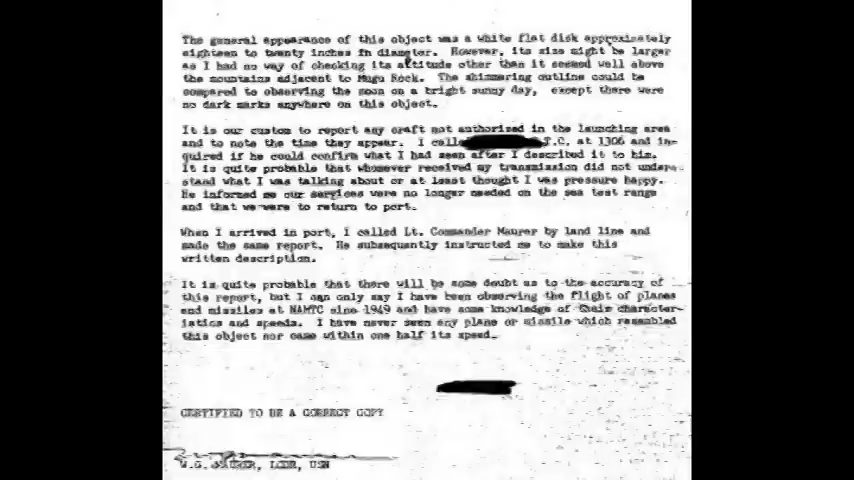 The general appearance of this object was a white flat disk approximately
eighteen to twenty inches in diameter. However, its size might be larger
as I had no way of checking its altitude other than it seemed well above
the mountains adjacent to Mugu Rock. The shimmering outline could be
compared to observing the moon on a bright sunny day, except there were
no dark marks anywhere on this object.
It is our custom to report any craft not authorized in the launching area
and to note the time they appear. I called T.C. at 1306 and in-
quired if he could confirm what I had seen after I described it to him.
It is quite probable that whomever received my transmission did not under-
stand what I was talking about or at least thought I was pressure happy.
He informed me our services were no longer needed on the sea test range
and that we were to return to port.
When I arrived in port, I called Lt. Commander Maurer by land line and
made the same report. He subsequently instructed me to make this
written description.
It is quite probable that there will be some doubt as to the accuracy of
this report, but I can only say I have been observing the flight of planes
and missiles at NAMTC since 1949 and have some knowledge of their character-
istics and speeds. I have never seen any plane or missile which resembled
this object nor came within one half its speed.
CERTIFIED TO BE A CORRECT COPY
W.G. MAURER, LCDR, USN